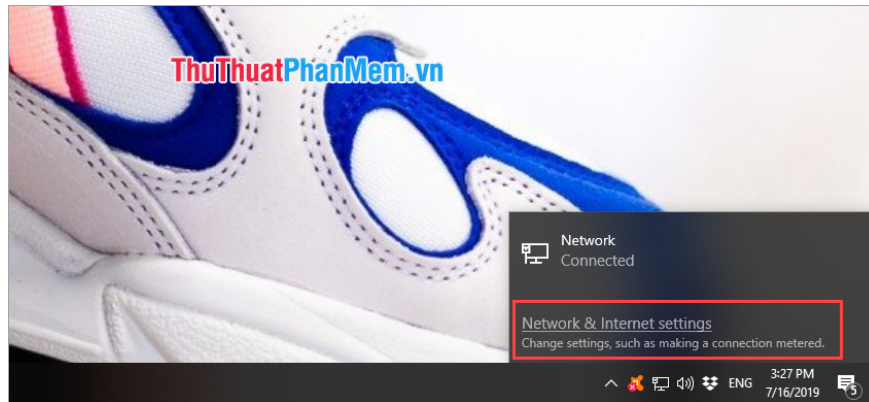 ThuThuatPhanMem.vn
Network
Connected
Network & Internet settings
Change settings, such as making a connection metered.
ENG
3:27 PM
7/16/2019
5